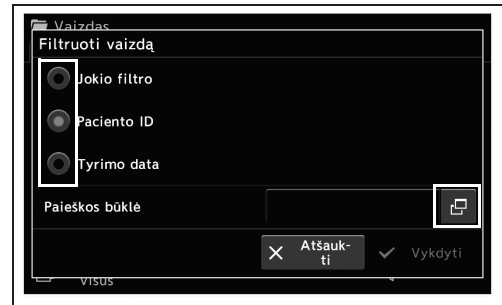 Vaizdas
Filtruoti vaizdą
Jokio filtro
Paciento ID
Tyrimo data
Paieškos būklė
Atšauk-
ti
Vykdyti
Visus